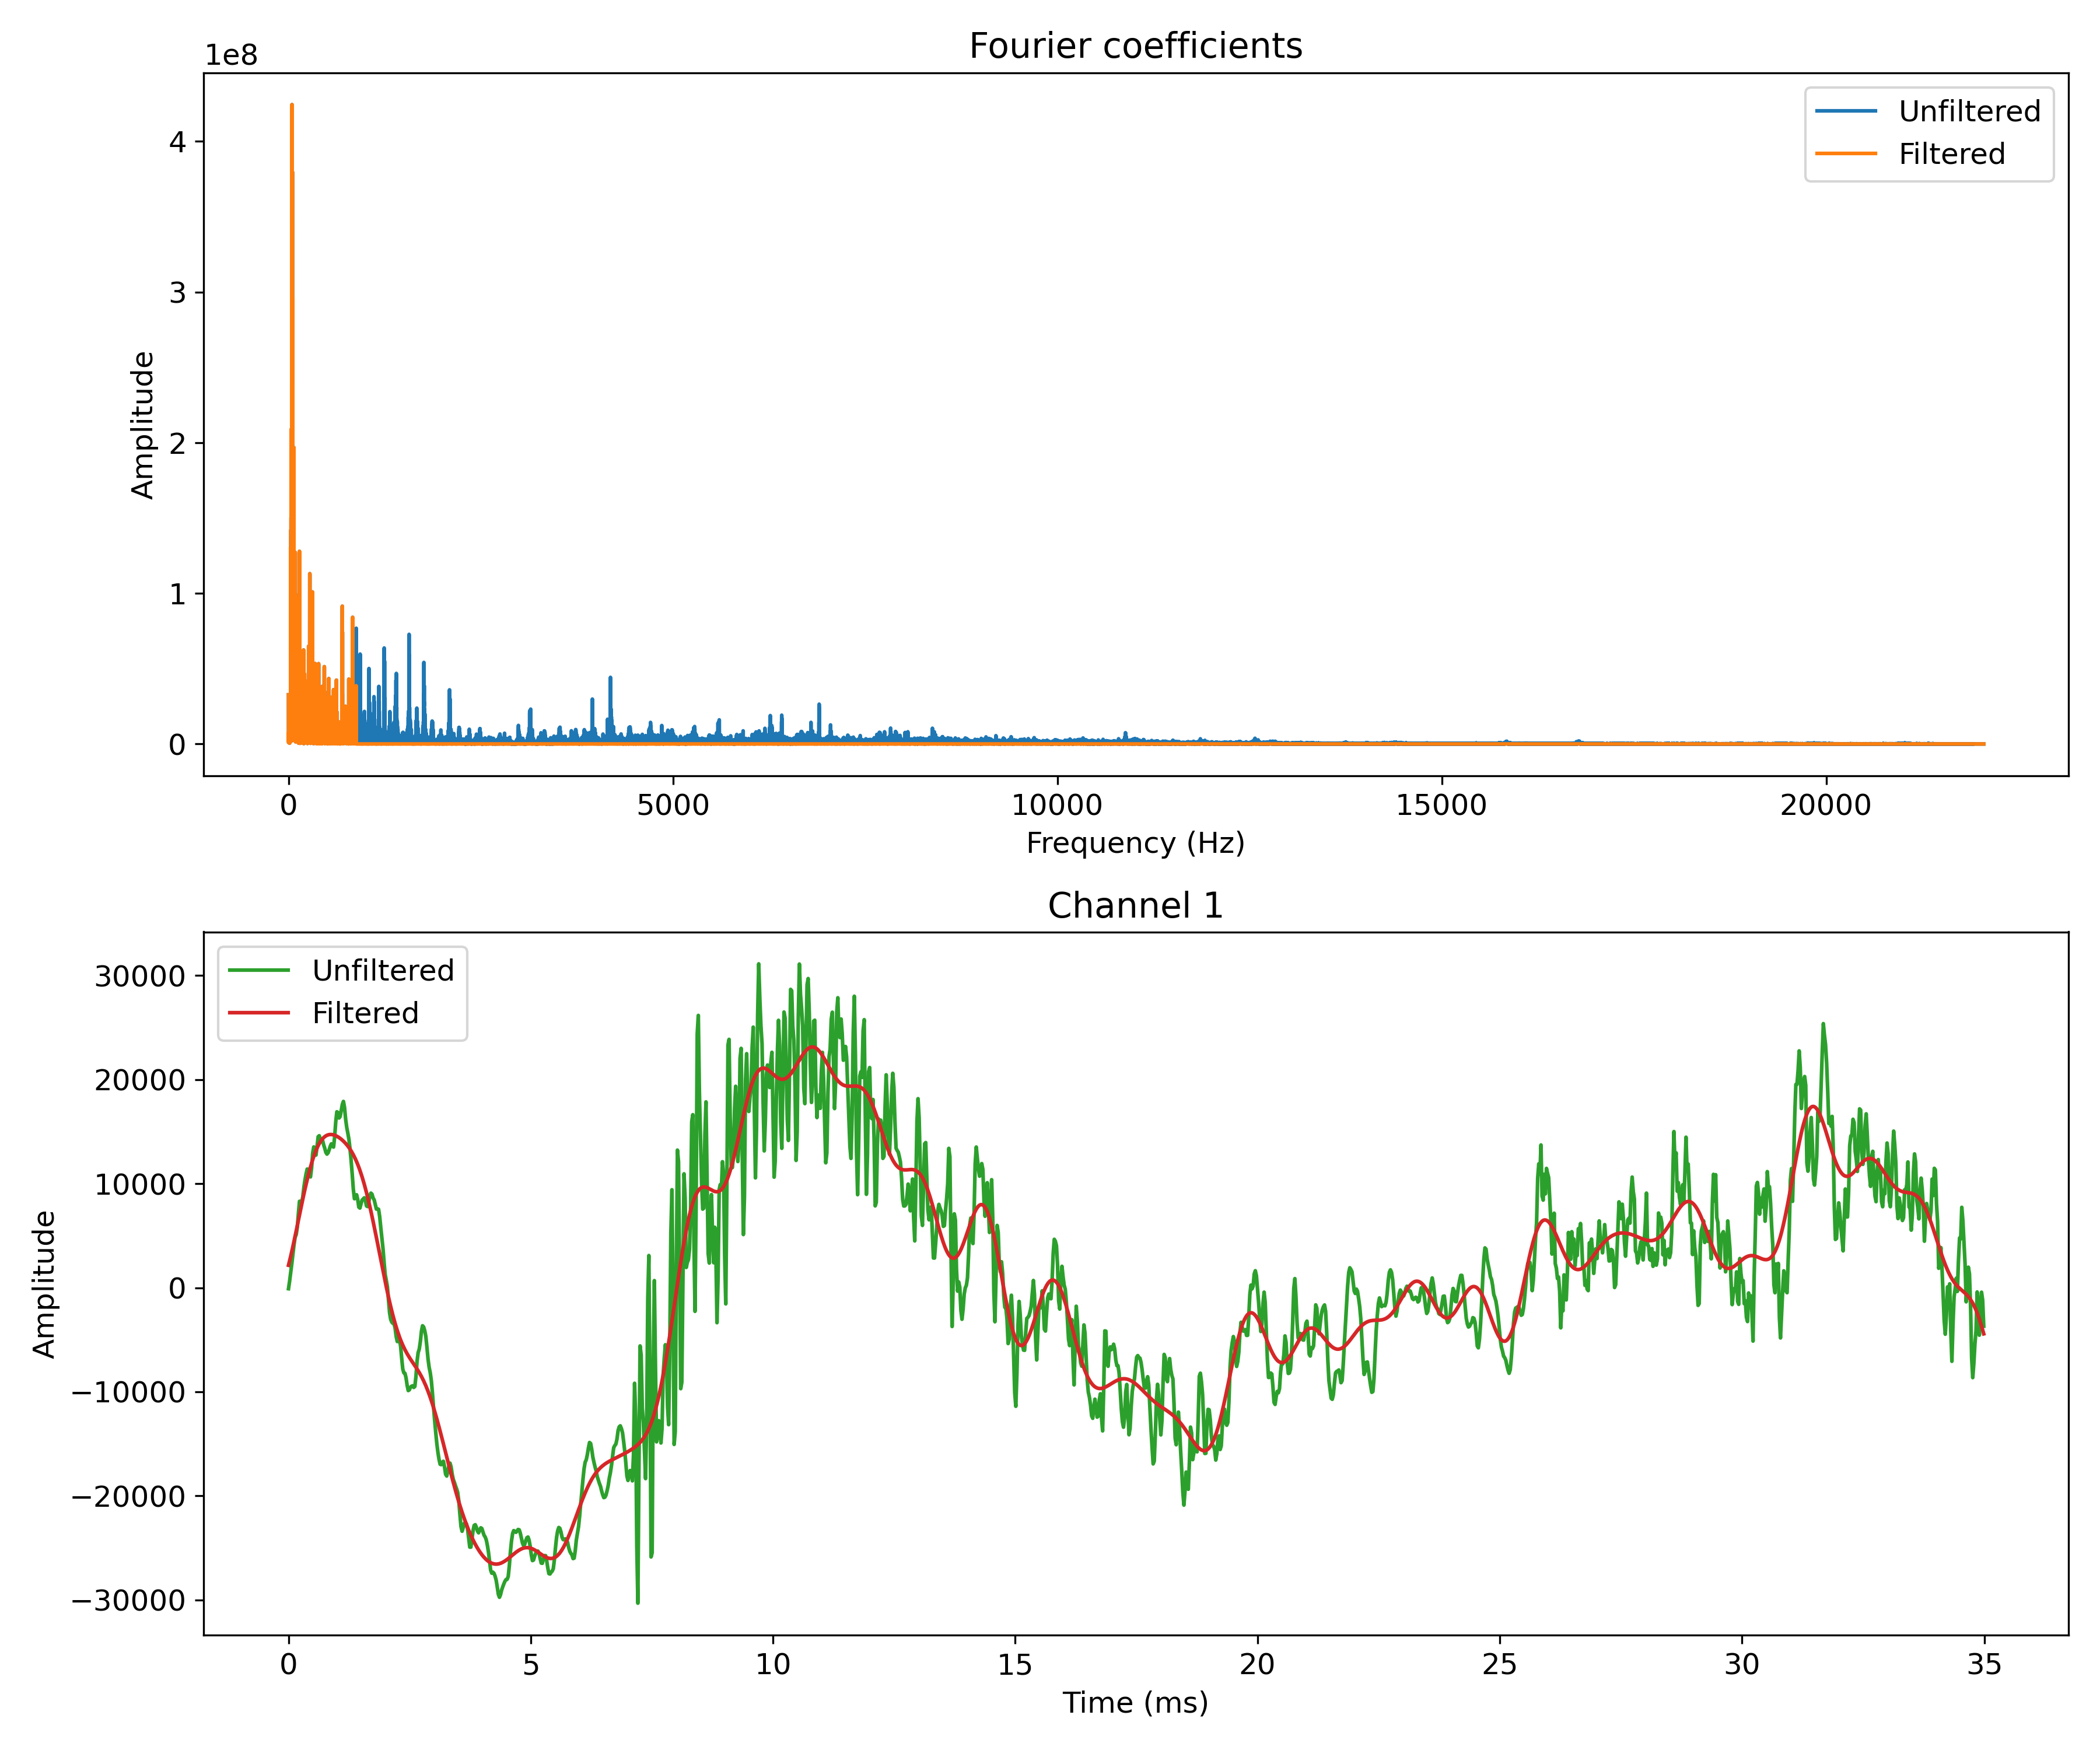 Fourier coefficients
1e8
Unfiltered
Filtered
4
3
2
1
0
Amplitude
0 5000 10000 15000 20000
Frequency (Hz)
Channel 1
Unfiltered
Filtered
30000
20000
10000
0
−10000
−20000
−30000
Amplitude
0 5 10 15 20 25 30 35
Time (ms)